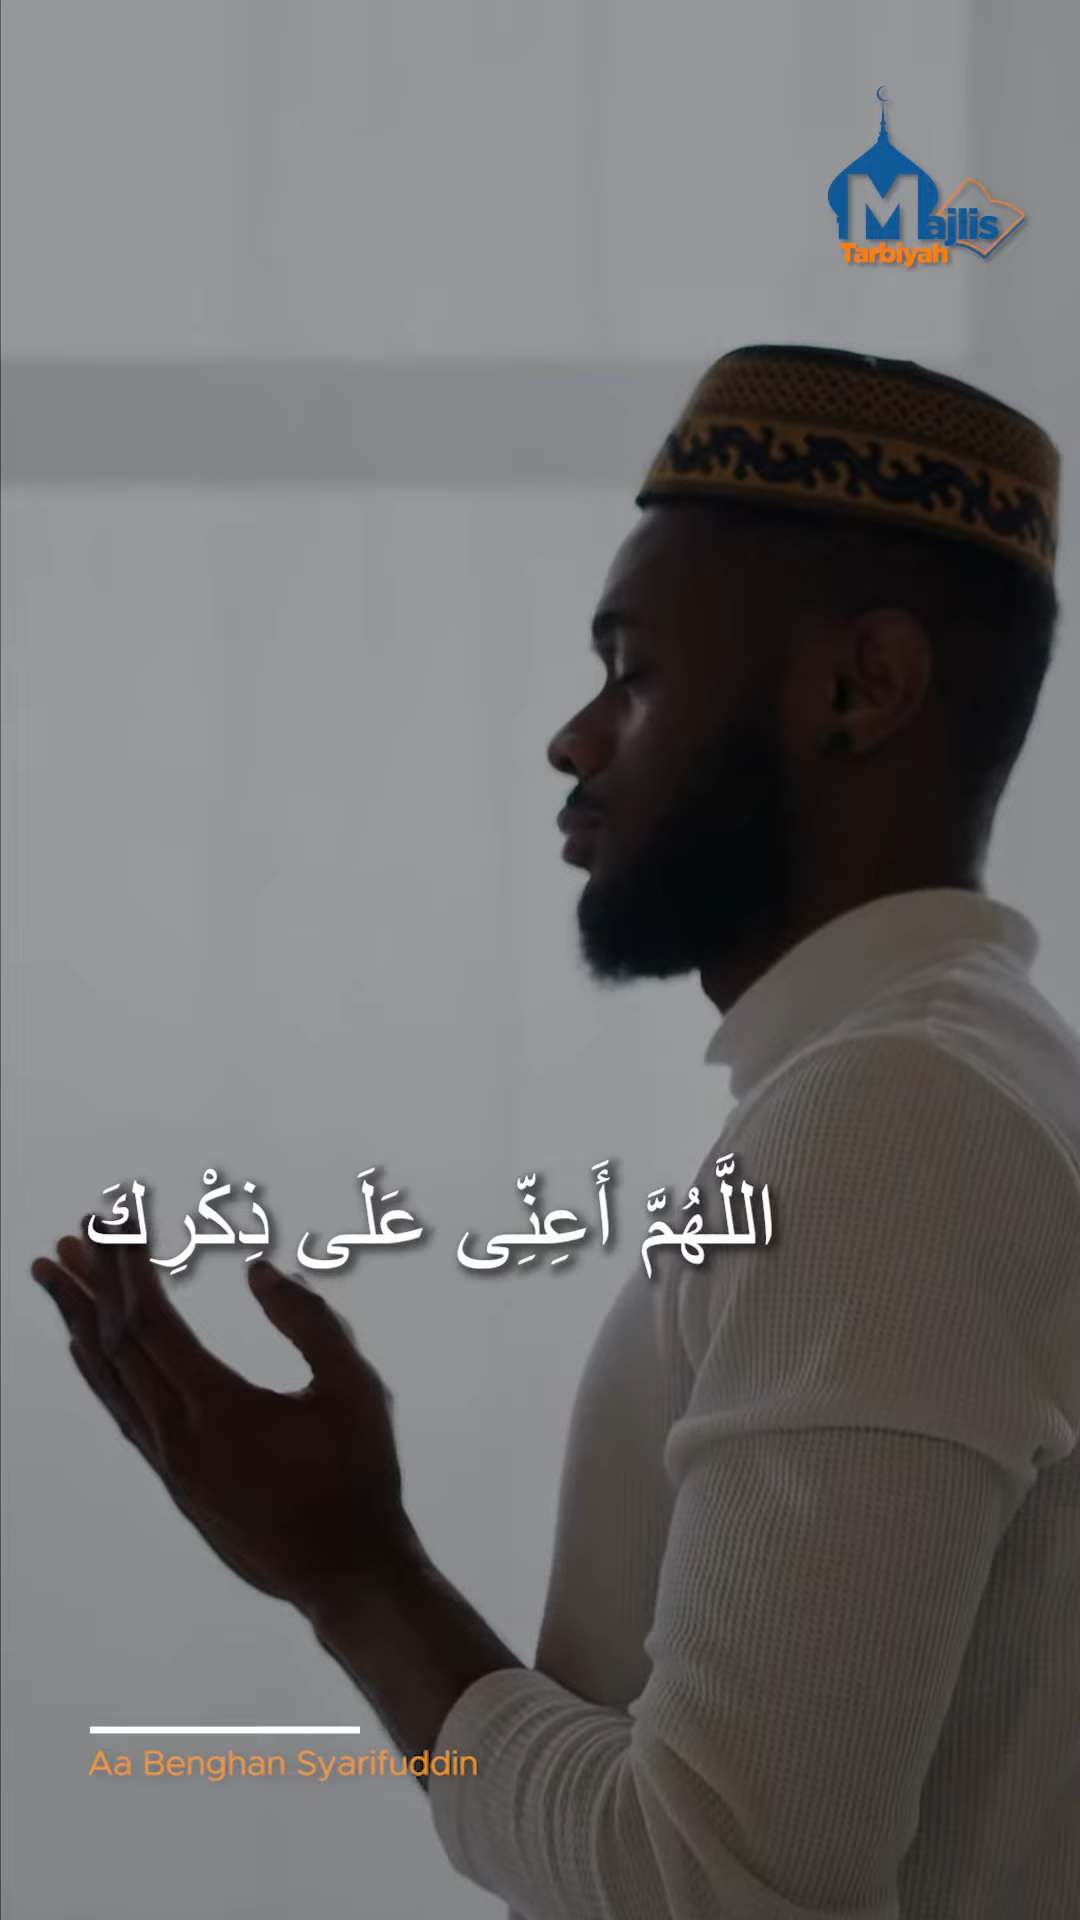 Majlis
Tarbiyah
اللَّهُمَّ أَعِنِّى عَلَى ذِكْرِكَ
Aa Benghan Syarifuddin